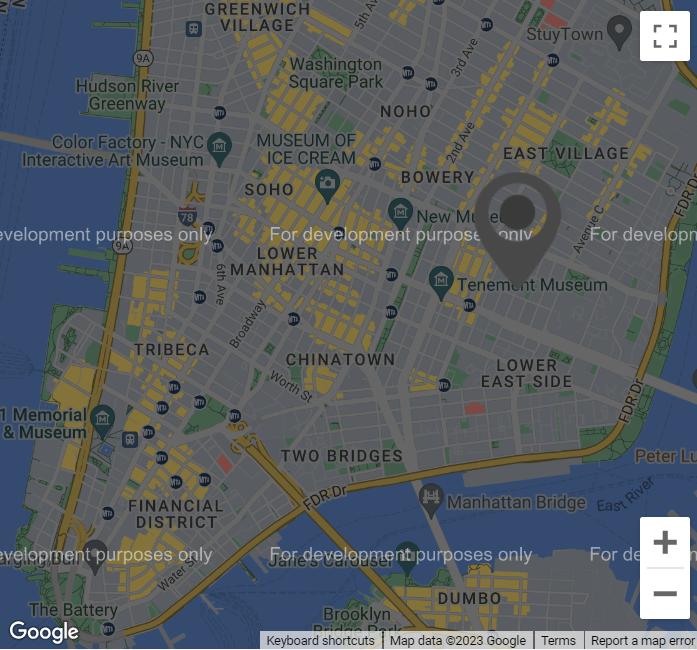 GREENWICH
VILLAGE
5th Ave
StuyTown
3rd Ave
9A
Washington
Square Park
Hudson River
Greenway
NOHO
2nd Ave
Color Factory - NYC
Interactive Art Museum
MUSEUM OF
ICE CREAM
EAST VILLAGE
BOWERY
SOHO
FDR Dr
Avenue C
New Museum
78
9A
evelopment purposes only
For development purposes only
For developm
LOWER
MANHATTAN
6th Ave
Tenement Museum
Broadway
TRIBECA
CHINATOWN
LOWER
EAST SIDE
Worth St
FDR Dr
1 Memorial
& Museum
TWO BRIDGES
Peter Lu
FDR Dr
Manhattan Bridge
East River
FINANCIAL
DISTRICT
evelopment purposes only
For development purposes only
For de
Jane's Carousel
Water St
DUMBO
The Battery
Brooklyn
Bridge Park
Google
Keyboard shortcuts
Map data ©2023 Google
Terms
Report a map error